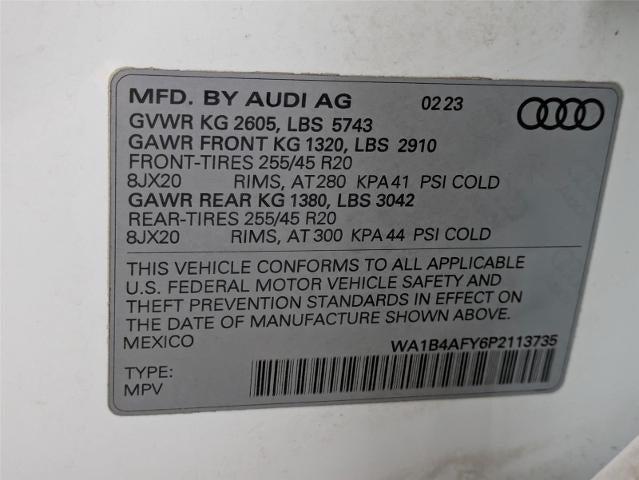 MFD. BY AUDI AG 02 23
GVWR KG 2605, LBS 5743
GAWR FRONT KG 1320, LBS 2910
FRONT-TIRES 255/45 R20
8JX20 RIMS, AT 280 KPA 41 PSI COLD
GAWR REAR KG 1380, LBS 3042
REAR-TIRES 255/45 R20
8JX20 RIMS, AT 300 KPA 44 PSI COLD
THIS VEHICLE CONFORMS TO ALL APPLICABLE
U.S. FEDERAL MOTOR VEHICLE SAFETY AND
THEFT PREVENTION STANDARDS IN EFFECT ON
THE DATE OF MANUFACTURE SHOWN ABOVE.
MEXICO WA1B4AFY6P2113735
TYPE:
MPV